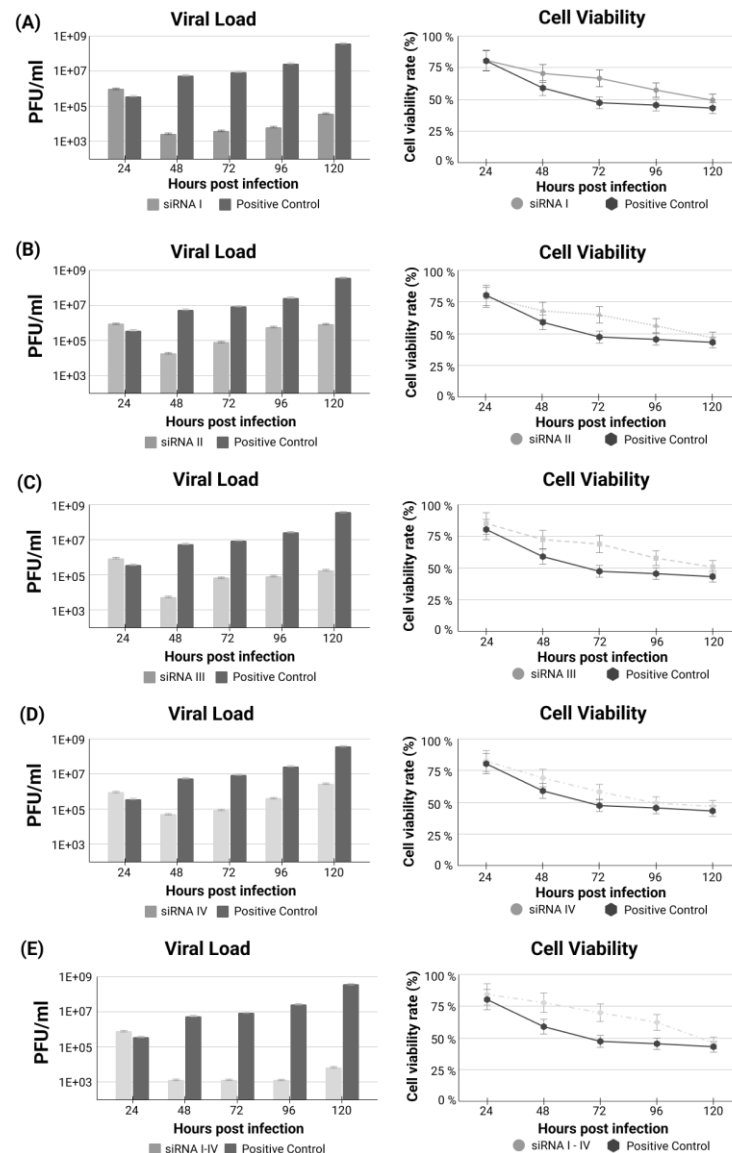 (A)
Viral Load
PFU/ml
1E+09
1E+07
1E+05
1E+03
24 48 72 96 120
Hours post infection
siRNA I Positive Control
Cell Viability
Cell viability rate (%)
100 %
75 %
50 %
25 %
0 %
24 48 72 96 120
Hours post infection
siRNA I Positive Control
(B)
Viral Load
PFU/ml
1E+09
1E+07
1E+05
1E+03
24 48 72 96 120
Hours post infection
siRNA II Positive Control
Cell Viability
Cell viability rate (%)
100 %
75 %
50 %
25 %
0 %
24 48 72 96 120
Hours post infection
siRNA II Positive Control
(C)
Viral Load
PFU/ml
1E+09
1E+07
1E+05
1E+03
24 48 72 96 120
Hours post infection
siRNA III Positive Control
Cell Viability
Cell viability rate (%)
100 %
75 %
50 %
25 %
0 %
24 48 72 96 120
Hours post infection
siRNA III Positive Control
(D)
Viral Load
PFU/ml
1E+09
1E+07
1E+05
1E+03
24 48 72 96 120
Hours post infection
siRNA IV Positive Control
Cell Viability
Cell viability rate (%)
100 %
75 %
50 %
25 %
0 %
24 48 72 96 120
Hours post infection
siRNA IV Positive Control
(E)
Viral Load
PFU/ml
1E+09
1E+07
1E+05
1E+03
24 48 72 96 120
Hours post infection
siRNA I-IV Positive Control
Cell Viability
Cell viability rate (%)
100 %
75 %
50 %
25 %
0 %
24 48 72 96 120
Hours post infection
siRNA I - IV Positive Control